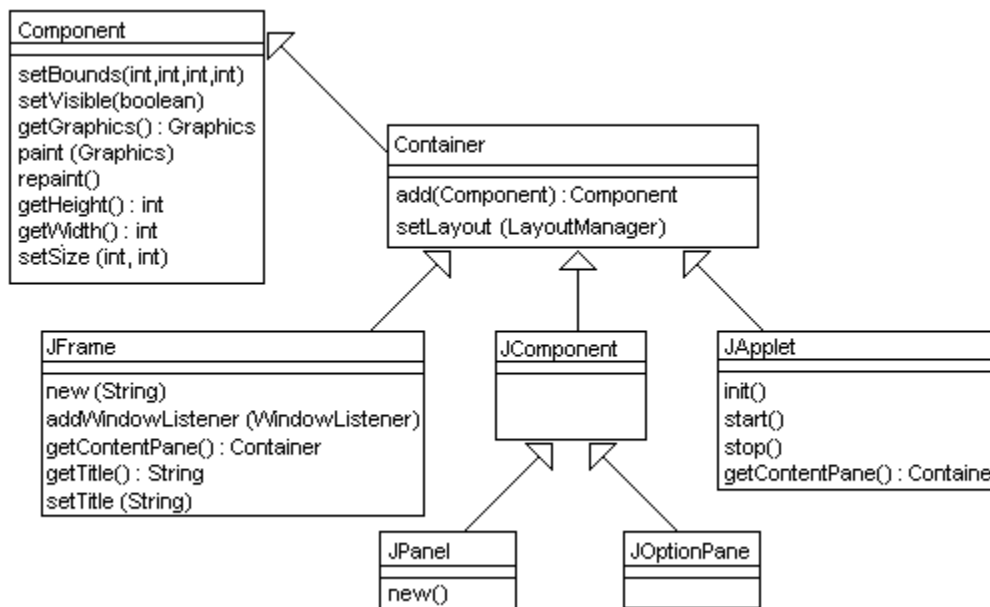 Component
setBounds(int,int,int,int)
setVisible(boolean)
getGraphics() : Graphics
paint (Graphics)
repaint()
getHeight() : int
getWidth() : int
setSize (int, int)
Container
add(Component) : Component
setLayout (LayoutManager)
JFrame
new (String)
addWindowListener (WindowListener)
getContentPane() : Container
getTitle() : String
setTitle (String)
JComponent
JApplet
init()
start()
stop()
getContentPane() : Containe
JPanel
new()
JOptionPane